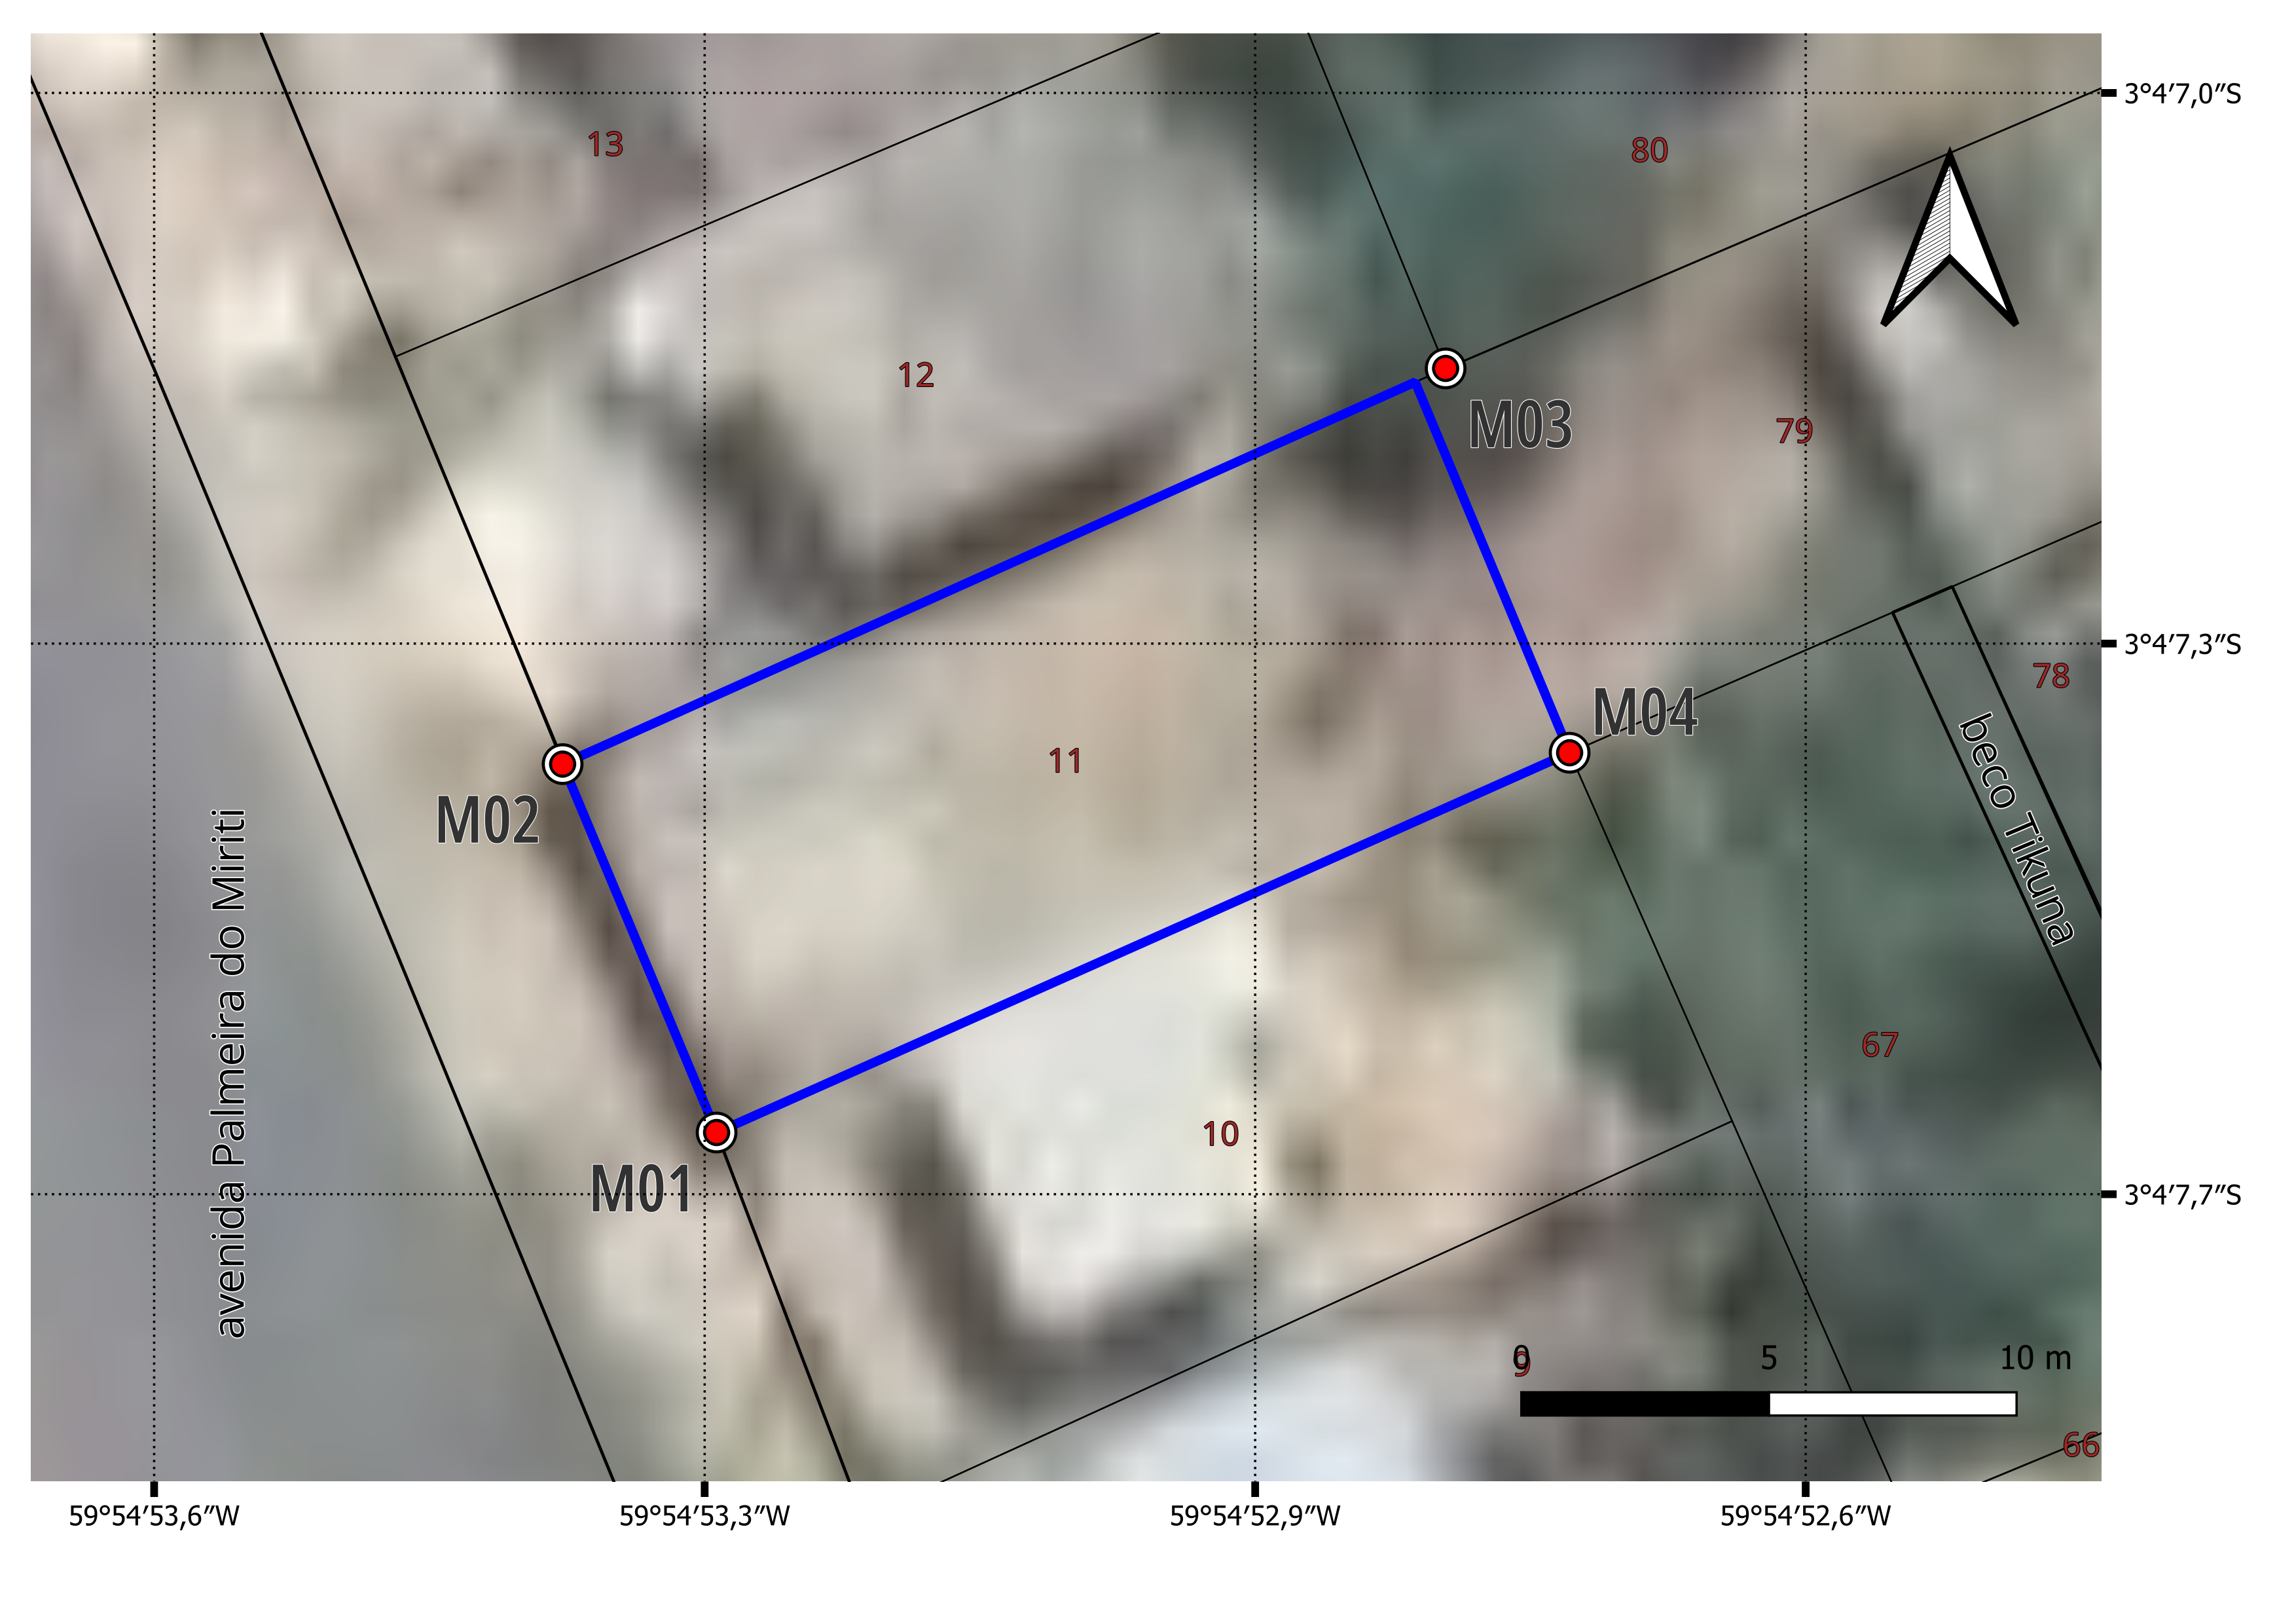 3°4′7,0″S
13
80
12
M03
79
3°4′7,3″S
78
M04
beco Tikuna
11
M02
avenida Palmeira do Miriti
67
10
M01
3°4′7,7″S
0 5 10 m
9
66
59°54′53,6″W 59°54′53,3″W 59°54′52,9″W 59°54′52,6″W